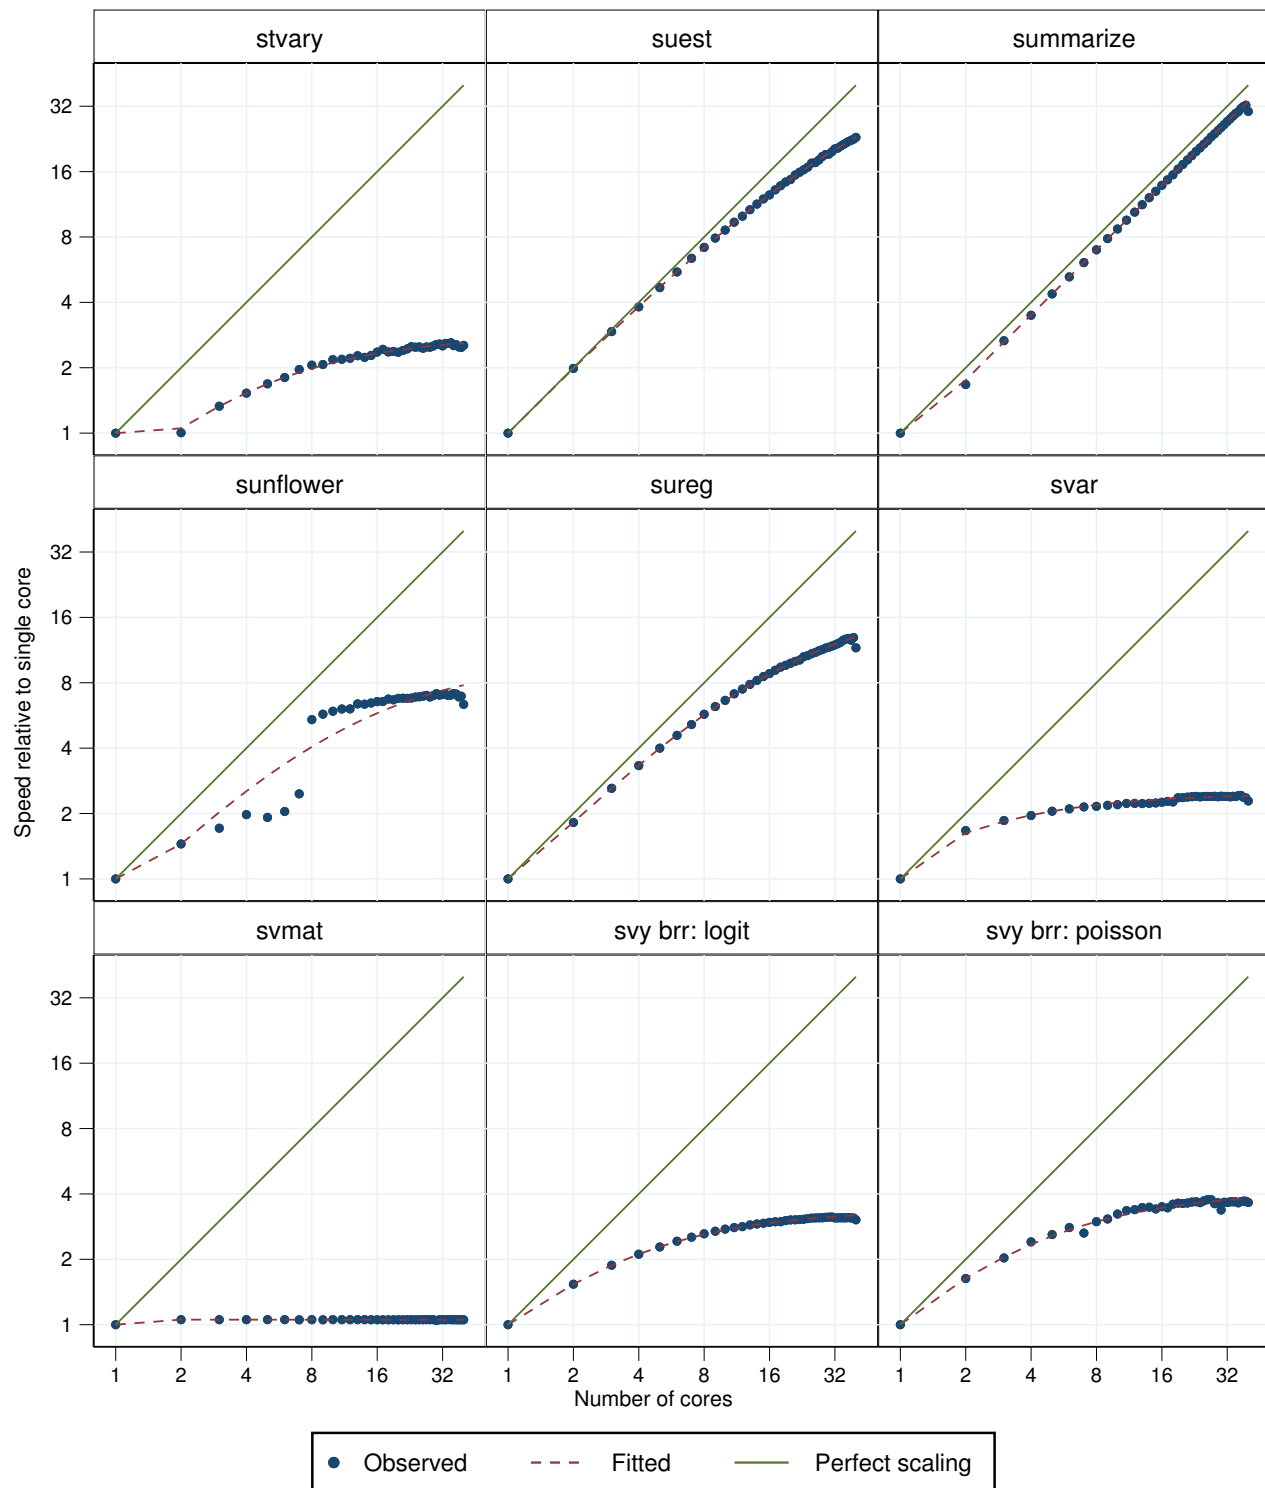 stvary suest summarize
32
16
8
4
2
1
sunflower sureg svar
32
16
8
4
2
1
Speed relative to single core
svmat svy brr: logit svy brr: poisson
32
16
8
4
2
1
1 2 4 8 16 32 1 2 4 8 16 32 1 2 4 8 16 32
Number of cores
Observed Fitted Perfect scaling